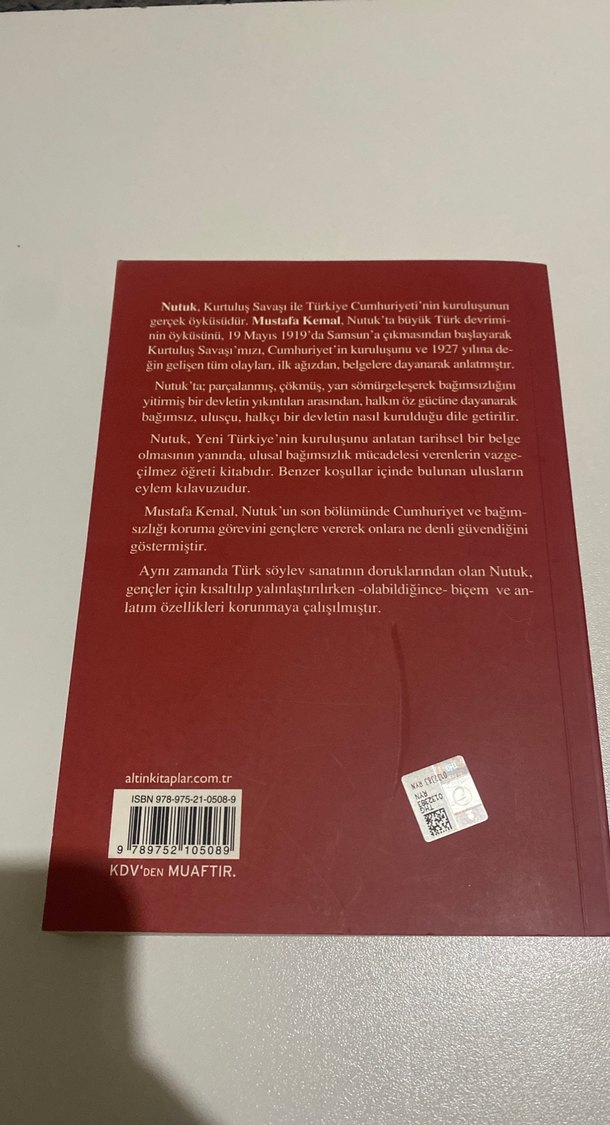 Nutuk, Kurtuluş Savaşı ile Türkiye Cumhuriyeti'nin kuruluşunun
gerçek öyküsüdür. Mustafa Kemal, Nutuk'ta büyük Türk devrimi-
nin öyküsünü, 19 Mayıs 1919'da Samsun'a çıkmasından başlayarak
Kurtuluş Savaşı'mızı, Cumhuriyet'in kuruluşunu ve 1927 yılına de-
ğin gelişen tüm olayları, ilk ağızdan, belgelere dayanarak anlatmıştır.
Nutuk'ta; parçalanmış, çökmüş, yarı sömürgeleşerek bağımsızlığını
yitirmiş bir devletin yıkıntıları arasından, halkın öz gücüne dayanarak
bağımsız, ulusçu, halkçı bir devletin nasıl kurulduğu dile getirilir.
Nutuk, Yeni Türkiye'nin kuruluşunu anlatan tarihsel bir belge
olmasının yanında, ulusal bağımsızlık mücadelesi verenlerin vazge-
çilmez öğreti kitabıdır. Benzer koşullar içinde bulunan ulusların
eylem kılavuzudur.
Mustafa Kemal, Nutuk'un son bölümünde Cumhuriyet ve bağım-
sızlığı koruma görevini gençlere vererek onlara ne denli güvendiğini
göstermiştir.
Aynı zamanda Türk söylev sanatının doruklarından olan Nutuk,
gençler için kısaltılıp yalınlaştırılırken -olabildiğince- biçem ve an-
latım özellikleri korunmaya çalışılmıştır.
altinkitaplar.com.tr
ISBN 978-975-21-0508-9
9 789752 105089
KDV'DEN MUAFTIR.
THG
0132383
RYN
0132383 RYN